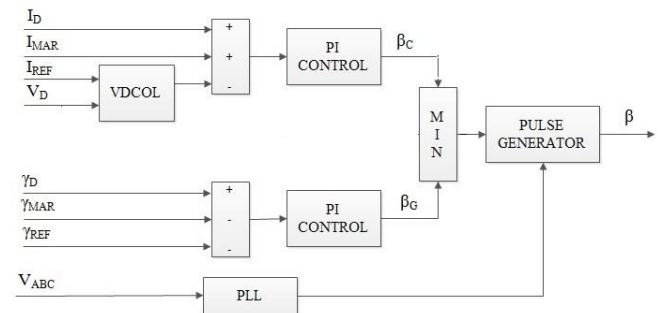 I_D
+
I_MAR
+
PI
CONTROL
β_C
I_REF
V_D
VDCOL
-
M
I
N
PULSE
GENERATOR
β
γ_D
+
γ_MAR
-
PI
CONTROL
β_G
γ_REF
-
V_ABC
PLL